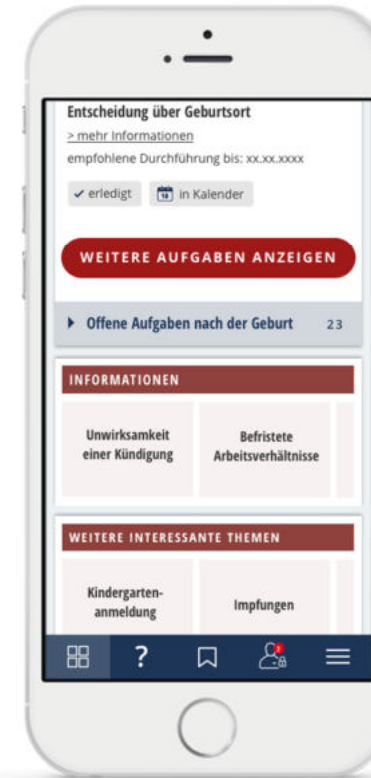 Entscheidung über Geburtsort
> mehr Informationen
empfohlene Durchführung bis: xx.xx.xxxx
✓ erledigt 18 in Kalender
WEITERE AUFGABEN ANZEIGEN
Offene Aufgaben nach der Geburt 23
INFORMATIONEN
Unwirksamkeit
einer Kündigung
Befristete
Arbeitsverhältnisse
WEITERE INTERESSANTE THEMEN
Kindergarten-
anmeldung
Impfungen
?